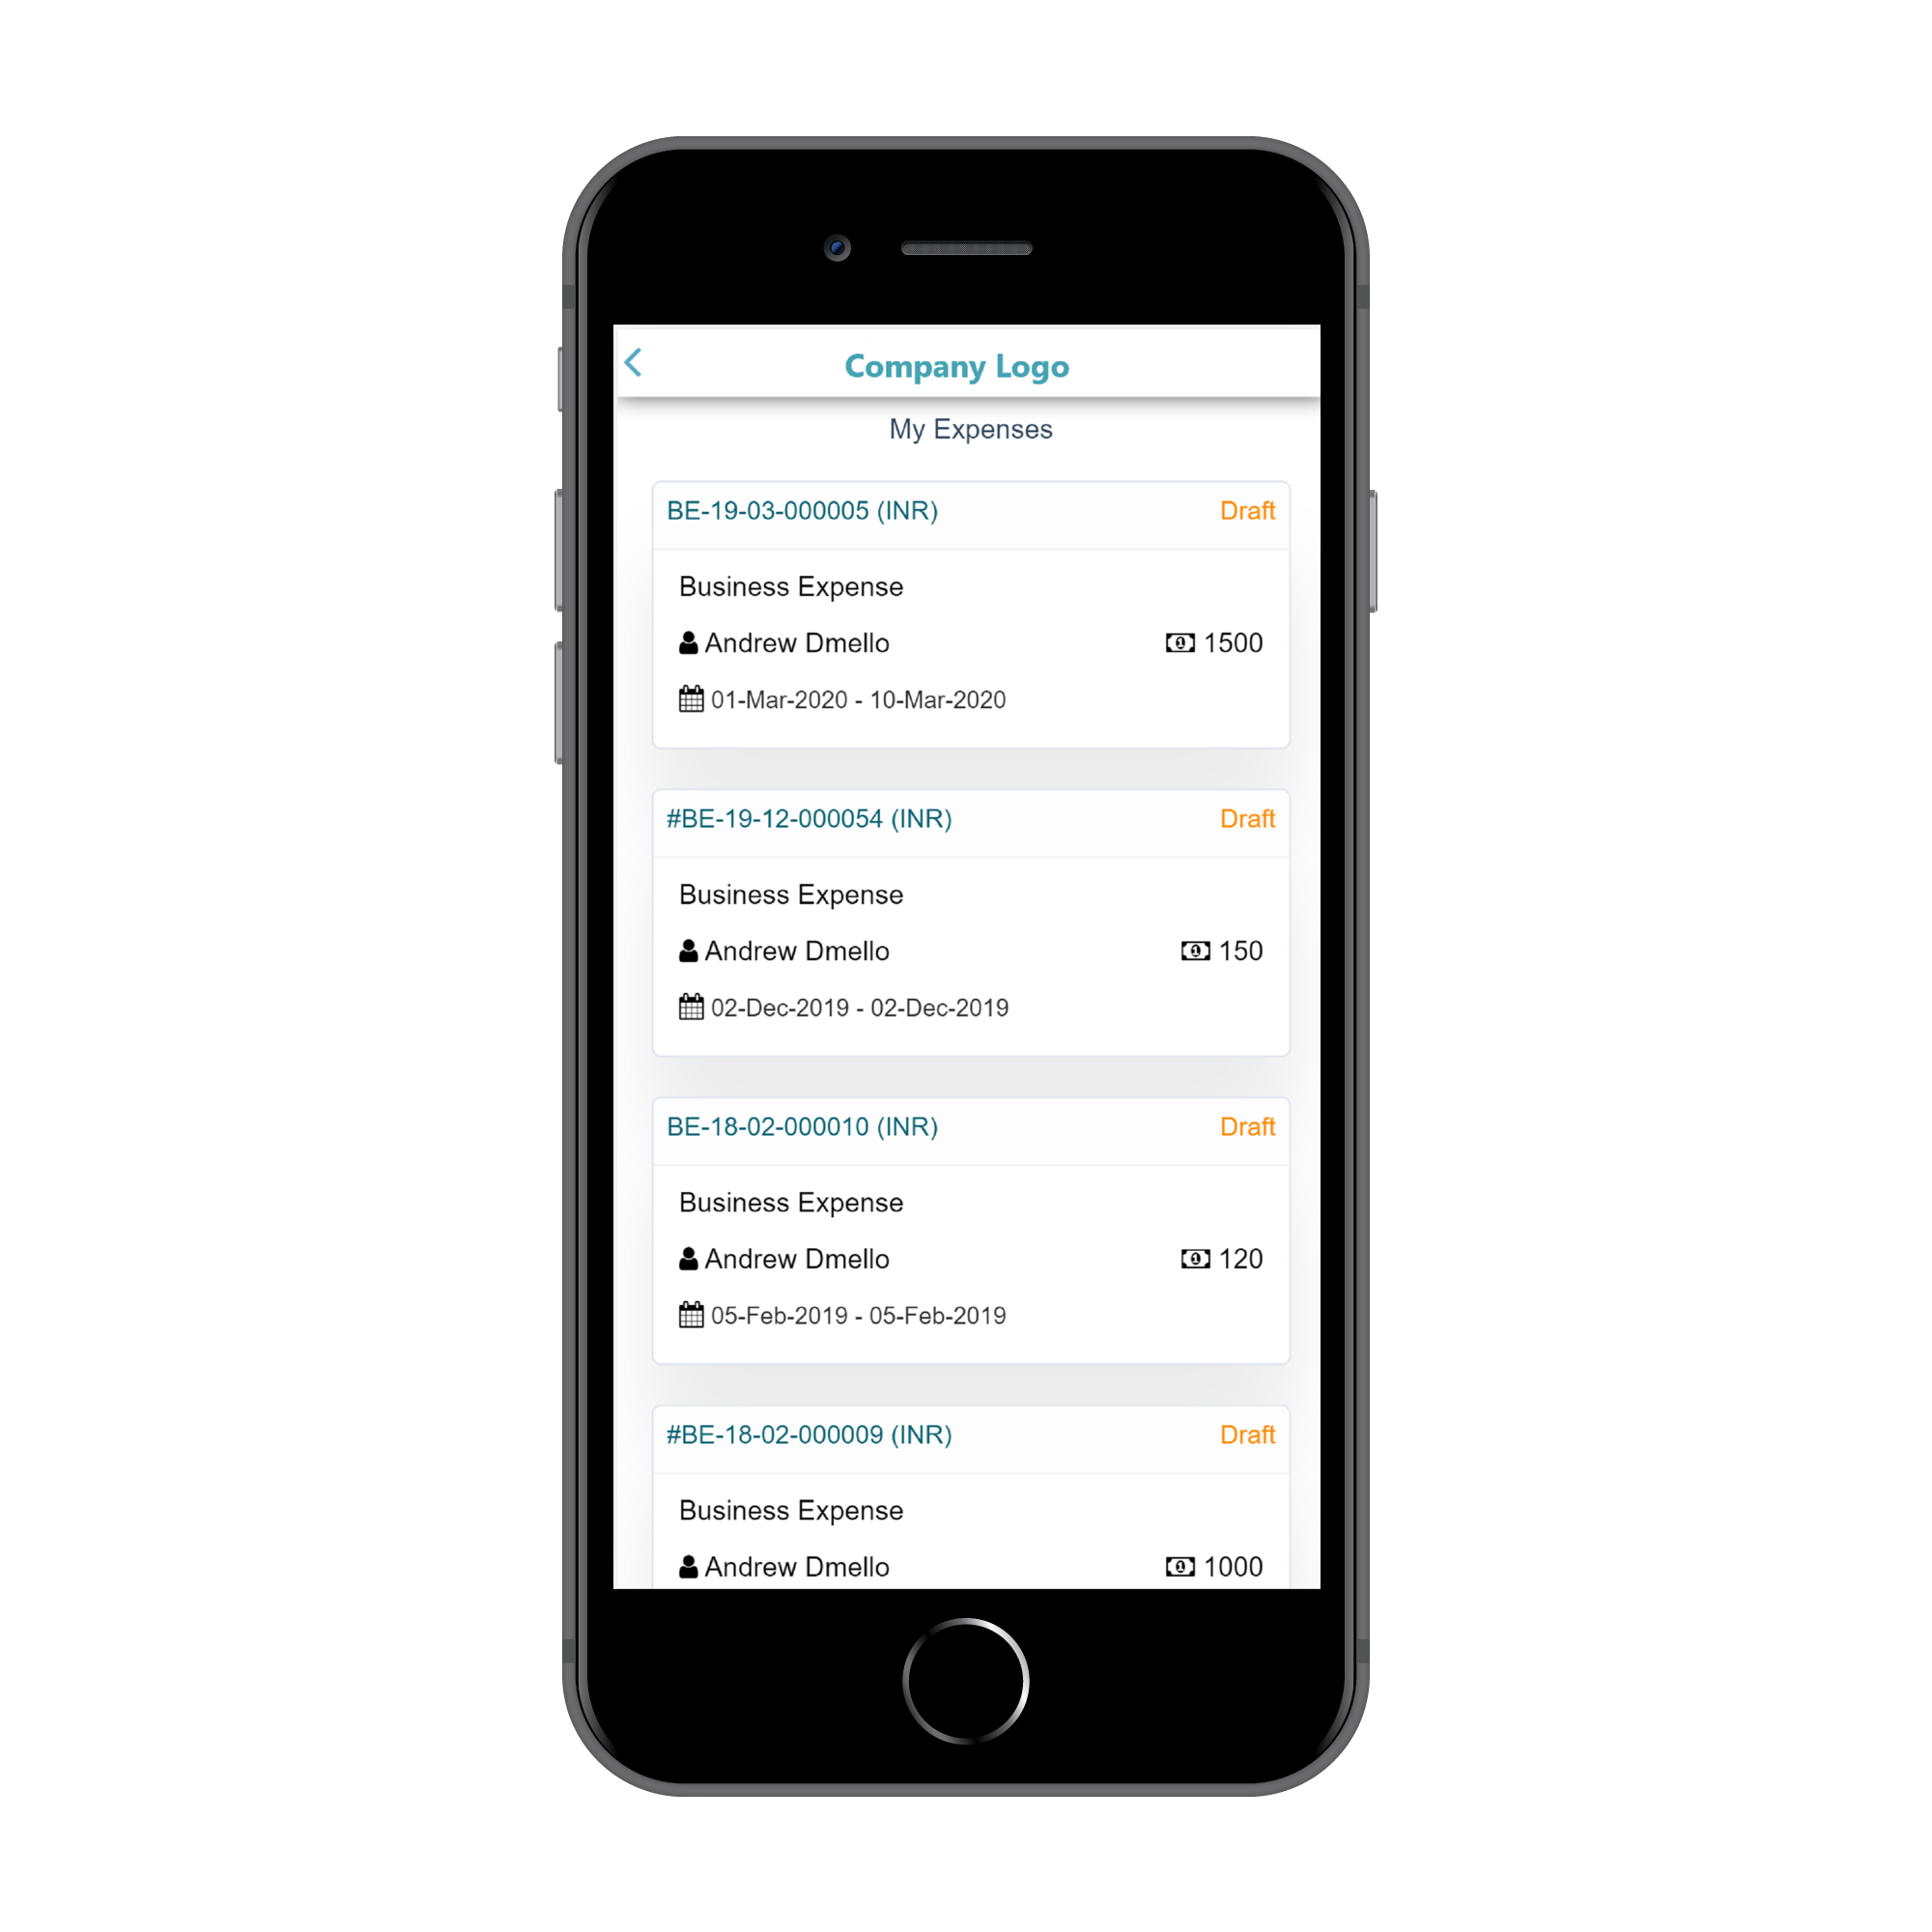 Company Logo
My Expenses
BE-19-03-000005 (INR) Draft
Business Expense
Andrew Dmello 1500
01-Mar-2020 - 10-Mar-2020
#BE-19-12-000054 (INR) Draft
Business Expense
Andrew Dmello 150
02-Dec-2019 - 02-Dec-2019
BE-18-02-000010 (INR) Draft
Business Expense
Andrew Dmello 120
05-Feb-2019 - 05-Feb-2019
#BE-18-02-000009 (INR) Draft
Business Expense
Andrew Dmello 1000